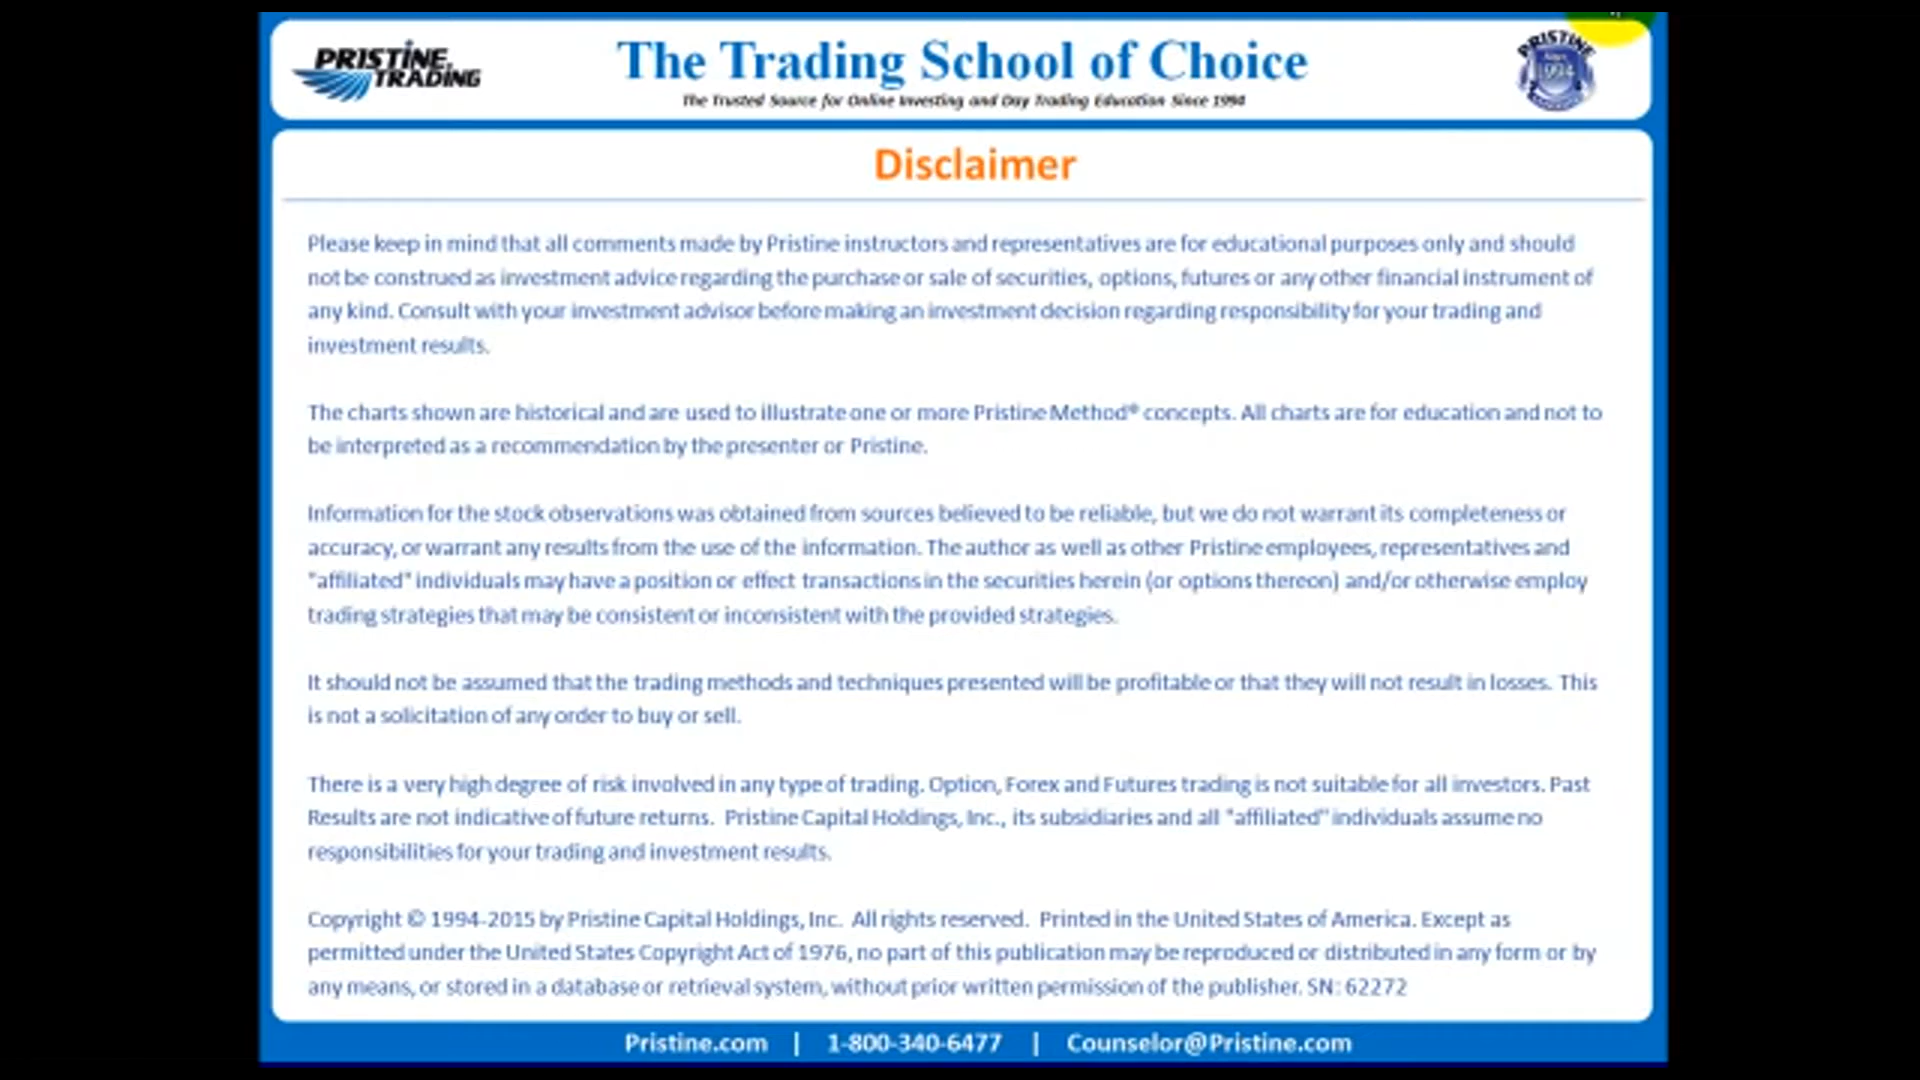 PRISTINE TRADING
The Trading School of Choice
The Trusted Source for Online Investing and Day Trading Education Since 1994
PRISTINE
1994
Disclaimer
Please keep in mind that all comments made by Pristine instructors and representatives are for educational purposes only and should
not be construed as investment advice regarding the purchase or sale of securities, options, futures or any other financial instrument of
any kind. Consult with your investment advisor before making an investment decision regarding responsibility for your trading and
investment results.
The charts shown are historical and are used to illustrate one or more Pristine Method® concepts. All charts are for education and not to
be interpreted as a recommendation by the presenter or Pristine.
Information for the stock observations was obtained from sources believed to be reliable, but we do not warrant its completeness or
accuracy, or warrant any results from the use of the information. The author as well as other Pristine employees, representatives and
"affiliated" individuals may have a position or effect transactions in the securities herein (or options thereon) and/or otherwise employ
trading strategies that may be consistent or inconsistent with the provided strategies.
It should not be assumed that the trading methods and techniques presented will be profitable or that they will not result in losses. This
is not a solicitation of any order to buy or sell.
There is a very high degree of risk involved in any type of trading. Option, Forex and Futures trading is not suitable for all investors. Past
Results are not indicative of future returns. Pristine Capital Holdings, Inc., its subsidiaries and all "affiliated" individuals assume no
responsibilities for your trading and investment results.
Copyright © 1994-2015 by Pristine Capital Holdings, Inc. All rights reserved. Printed in the United States of America. Except as
permitted under the United States Copyright Act of 1976, no part of this publication may be reproduced or distributed in any form or by
any means, or stored in a database or retrieval system, without prior written permission of the publisher. SN: 62272
Pristine.com | 1-800-340-6477 | Counselor@Pristine.com